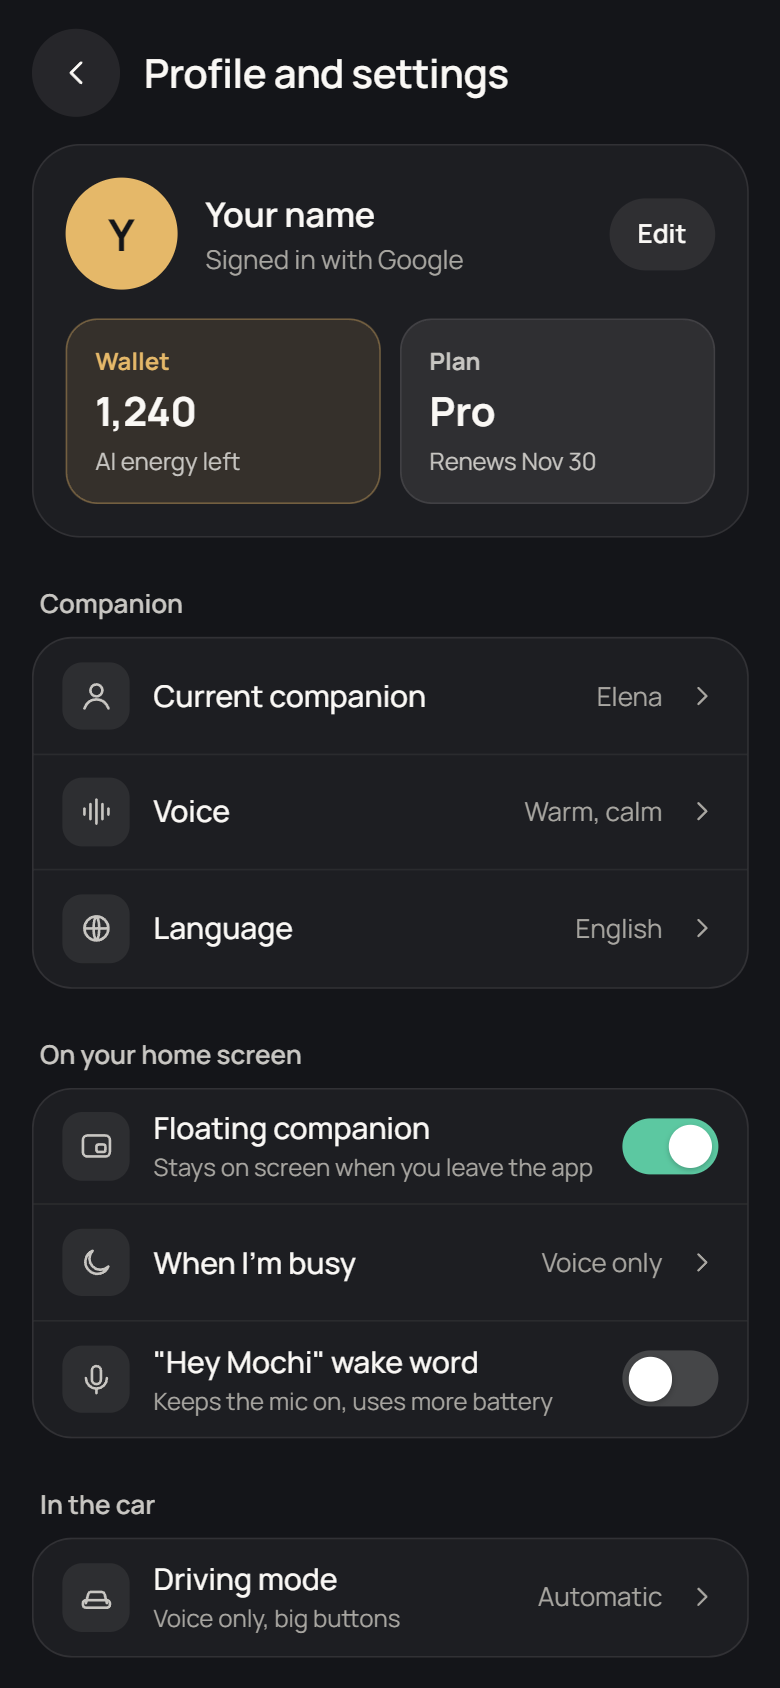 Profile and settings
Y
Your name
Signed in with Google
Edit
Wallet
1,240
AI energy left
Plan
Pro
Renews Nov 30
Companion
Current companion
Elena
Voice
Warm, calm
Language
English
On your home screen
Floating companion
Stays on screen when you leave the app
When I’m busy
Voice only
"Hey Mochi" wake word
Keeps the mic on, uses more battery
In the car
Driving mode
Voice only, big buttons
Automatic